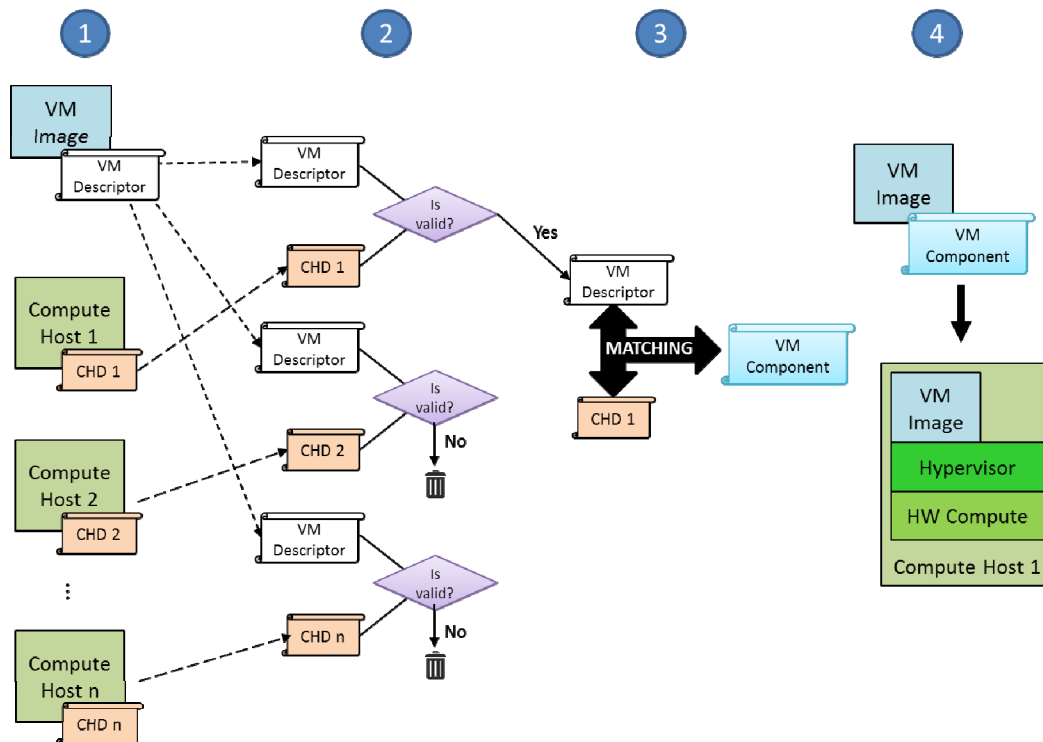 1
2
3
4
VM
Image
VM
Descriptor
Compute
Host 1
CHD 1
Compute
Host 2
CHD 2
...
Compute
Host n
CHD n
VM
Descriptor
Is
valid?
CHD 1
VM
Descriptor
Is
valid?
CHD 2
No
VM
Descriptor
Is
valid?
CHD n
No
Yes
VM
Descriptor
MATCHING
VM
Component
CHD 1
VM
Image
VM
Component
VM
Image
Hypervisor
HW Compute
Compute Host 1